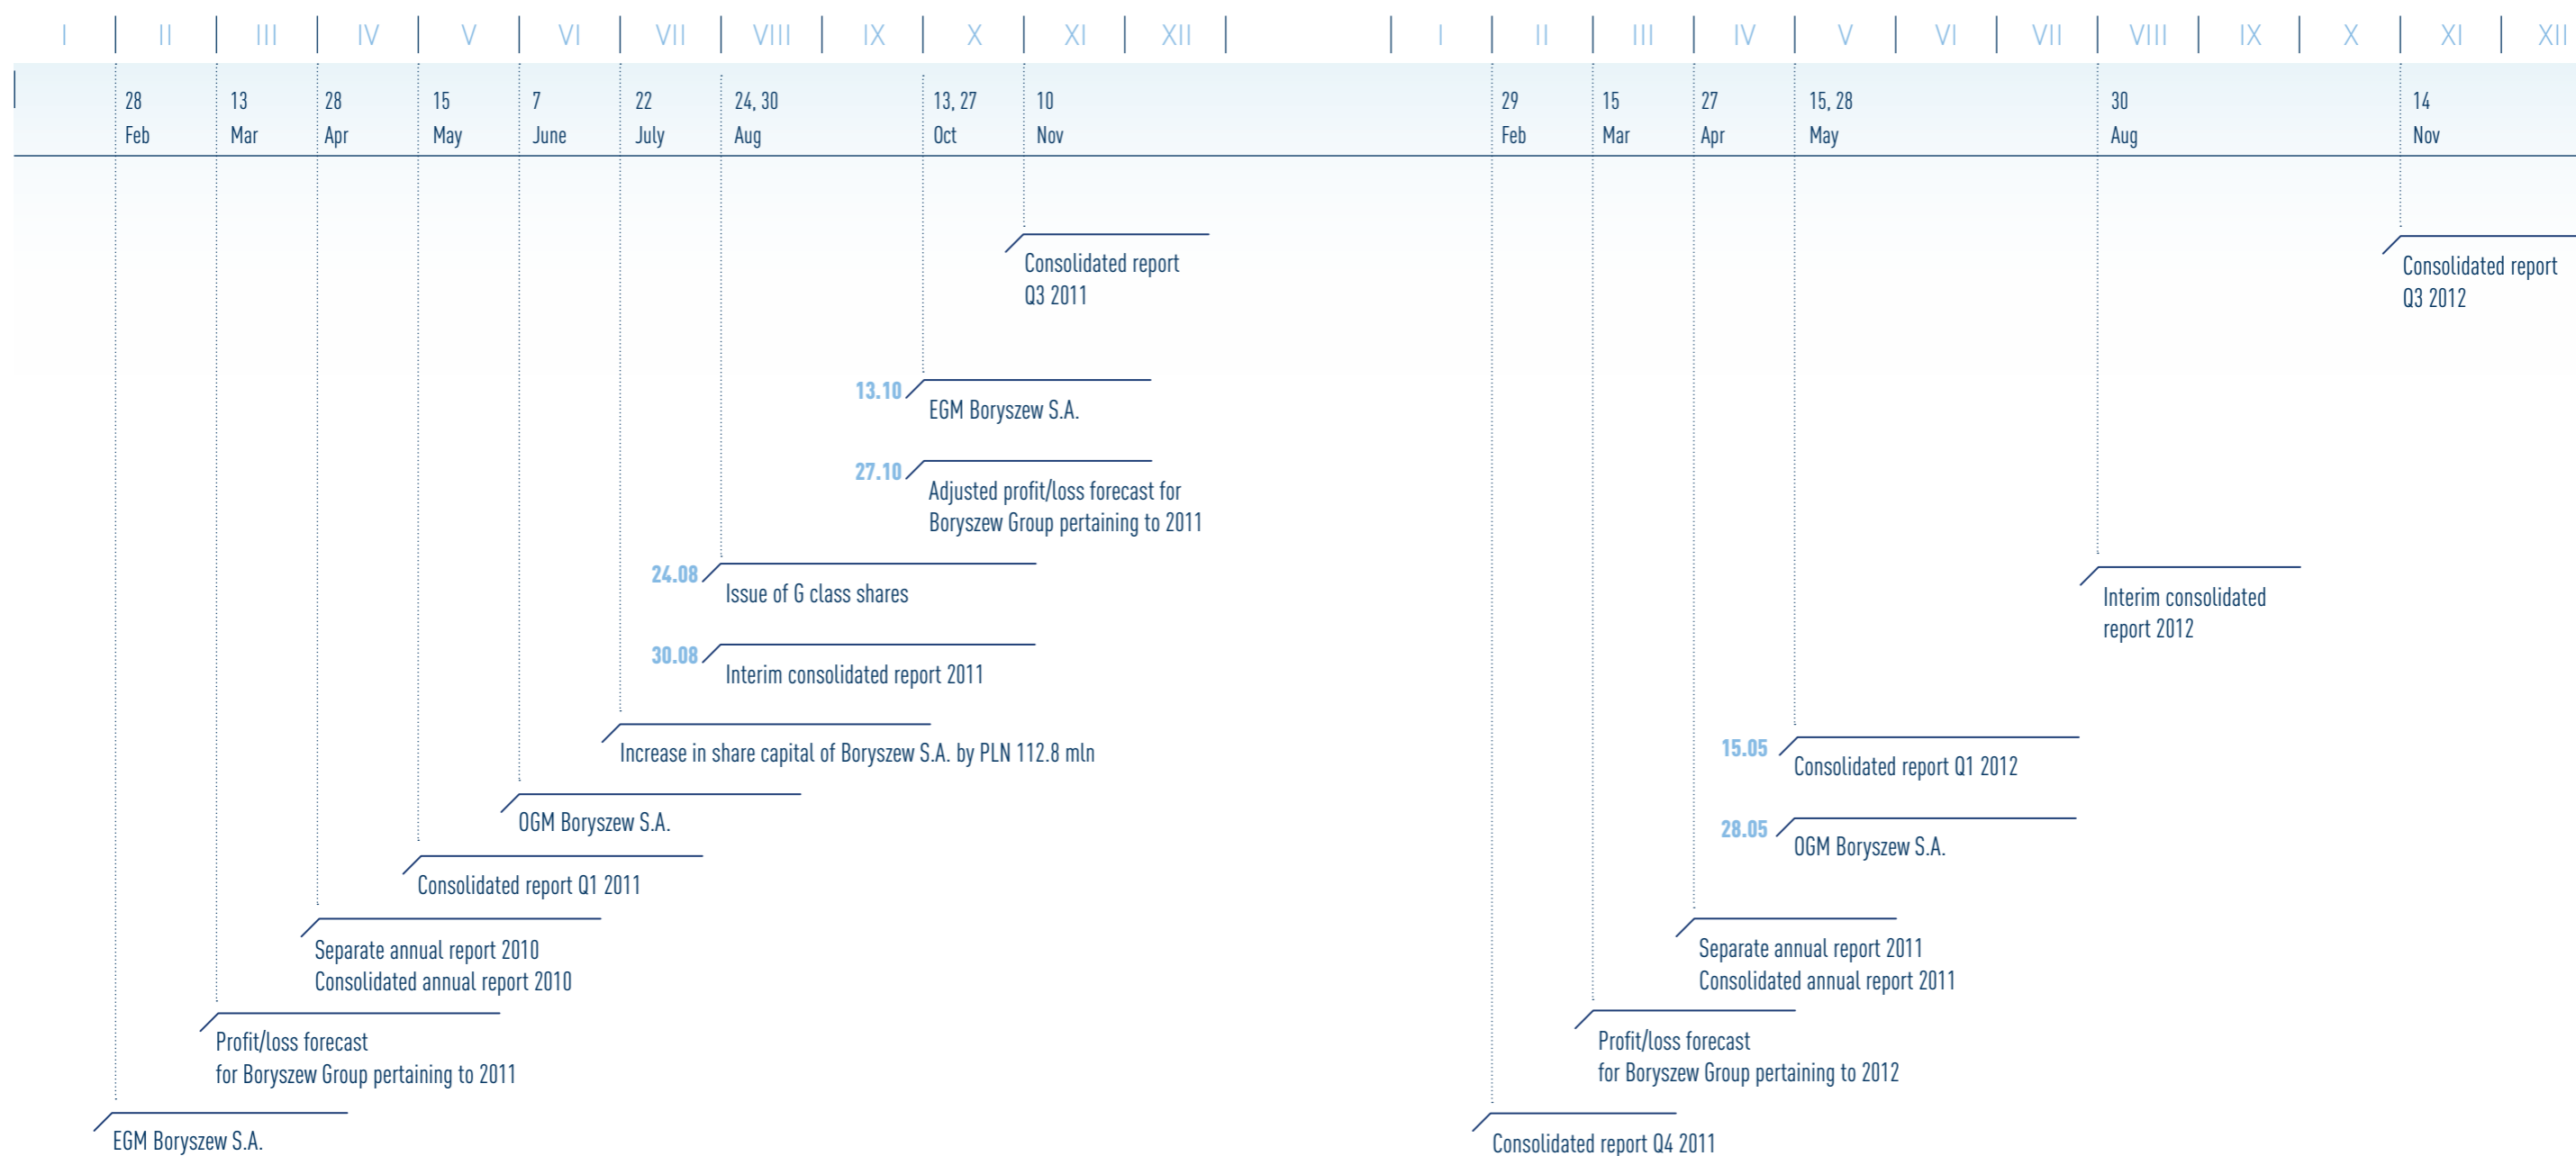 I II III IV V VI VII VIII IX X XI XII I II III IV V VI VII VIII IX X XI XII
28 13 28 15 7 22 24, 30 13, 27 10 29 15 27 15, 28 30 14
Feb Mar Apr May June July Aug Oct Nov Feb Mar Apr May Aug Nov
Consolidated report
Q3 2011
Consolidated report
Q3 2012
13.10
EGM Boryszew S.A.
27.10
Adjusted profit/loss forecast for
Boryszew Group pertaining to 2011
24.08
Issue of G class shares
Interim consolidated
report 2012
30.08
Interim consolidated report 2011
Increase in share capital of Boryszew S.A. by PLN 112.8 mln
15.05
Consolidated report Q1 2012
OGM Boryszew S.A.
28.05
OGM Boryszew S.A.
Consolidated report Q1 2011
Separate annual report 2010
Consolidated annual report 2010
Separate annual report 2011
Consolidated annual report 2011
Profit/loss forecast
for Boryszew Group pertaining to 2011
Profit/loss forecast
for Boryszew Group pertaining to 2012
EGM Boryszew S.A.
Consolidated report Q4 2011